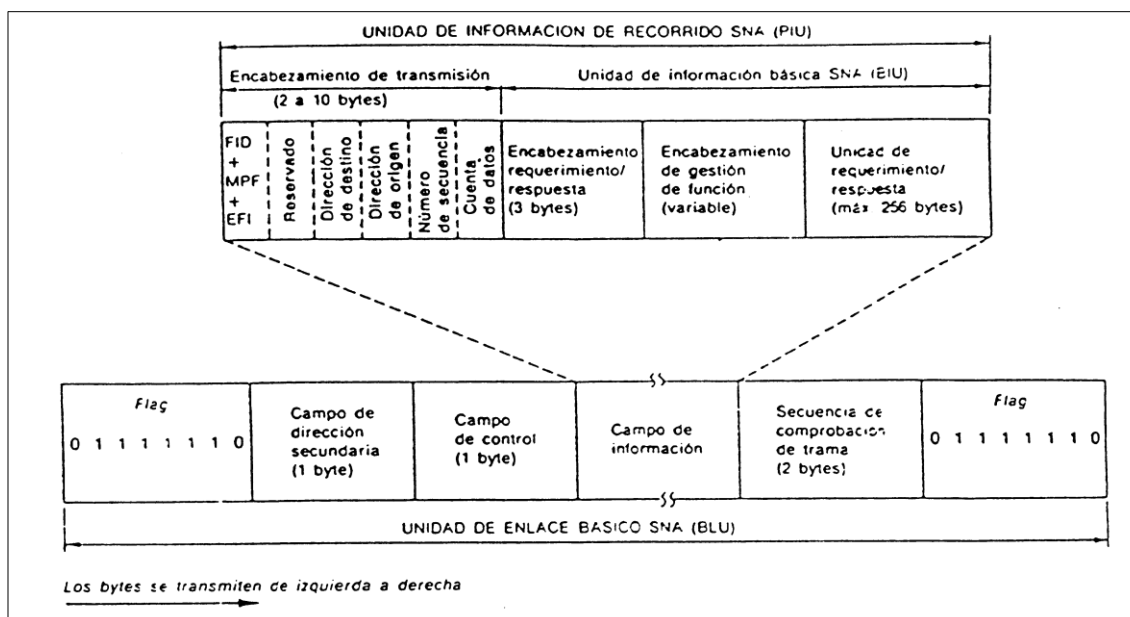 UNIDAD DE INFORMACION DE RECORRIDO SNA (PIU)
Encabezamiento de transmisión
(2 a 10 bytes)
Unidad de información básica SNA (EIU)
FID
+
MPF
+
EFI
Reservado
Dirección
de destino
Dirección
de origen
Número
de secuencia
Cuenta
de datos
Encabezamiento
requerimiento/
respuesta
(3 bytes)
Encabezamiento
de gestión
de función
(variable)
Unicad de
requerimiento/
respuesta
(máx 256 bytes)
Flag
0 1 1 1 1 1 1 0
Campo de
dirección
secundaria
(1 byte)
Campo
de control
(1 byte)
Campo de
información
Secuencia de
comprobación
de trama
(2 bytes)
Flag
0 1 1 1 1 1 1 0
UNIDAD DE ENLACE BASICO SNA (BLU)
Los bytes se transmiten de izquierda a derecha